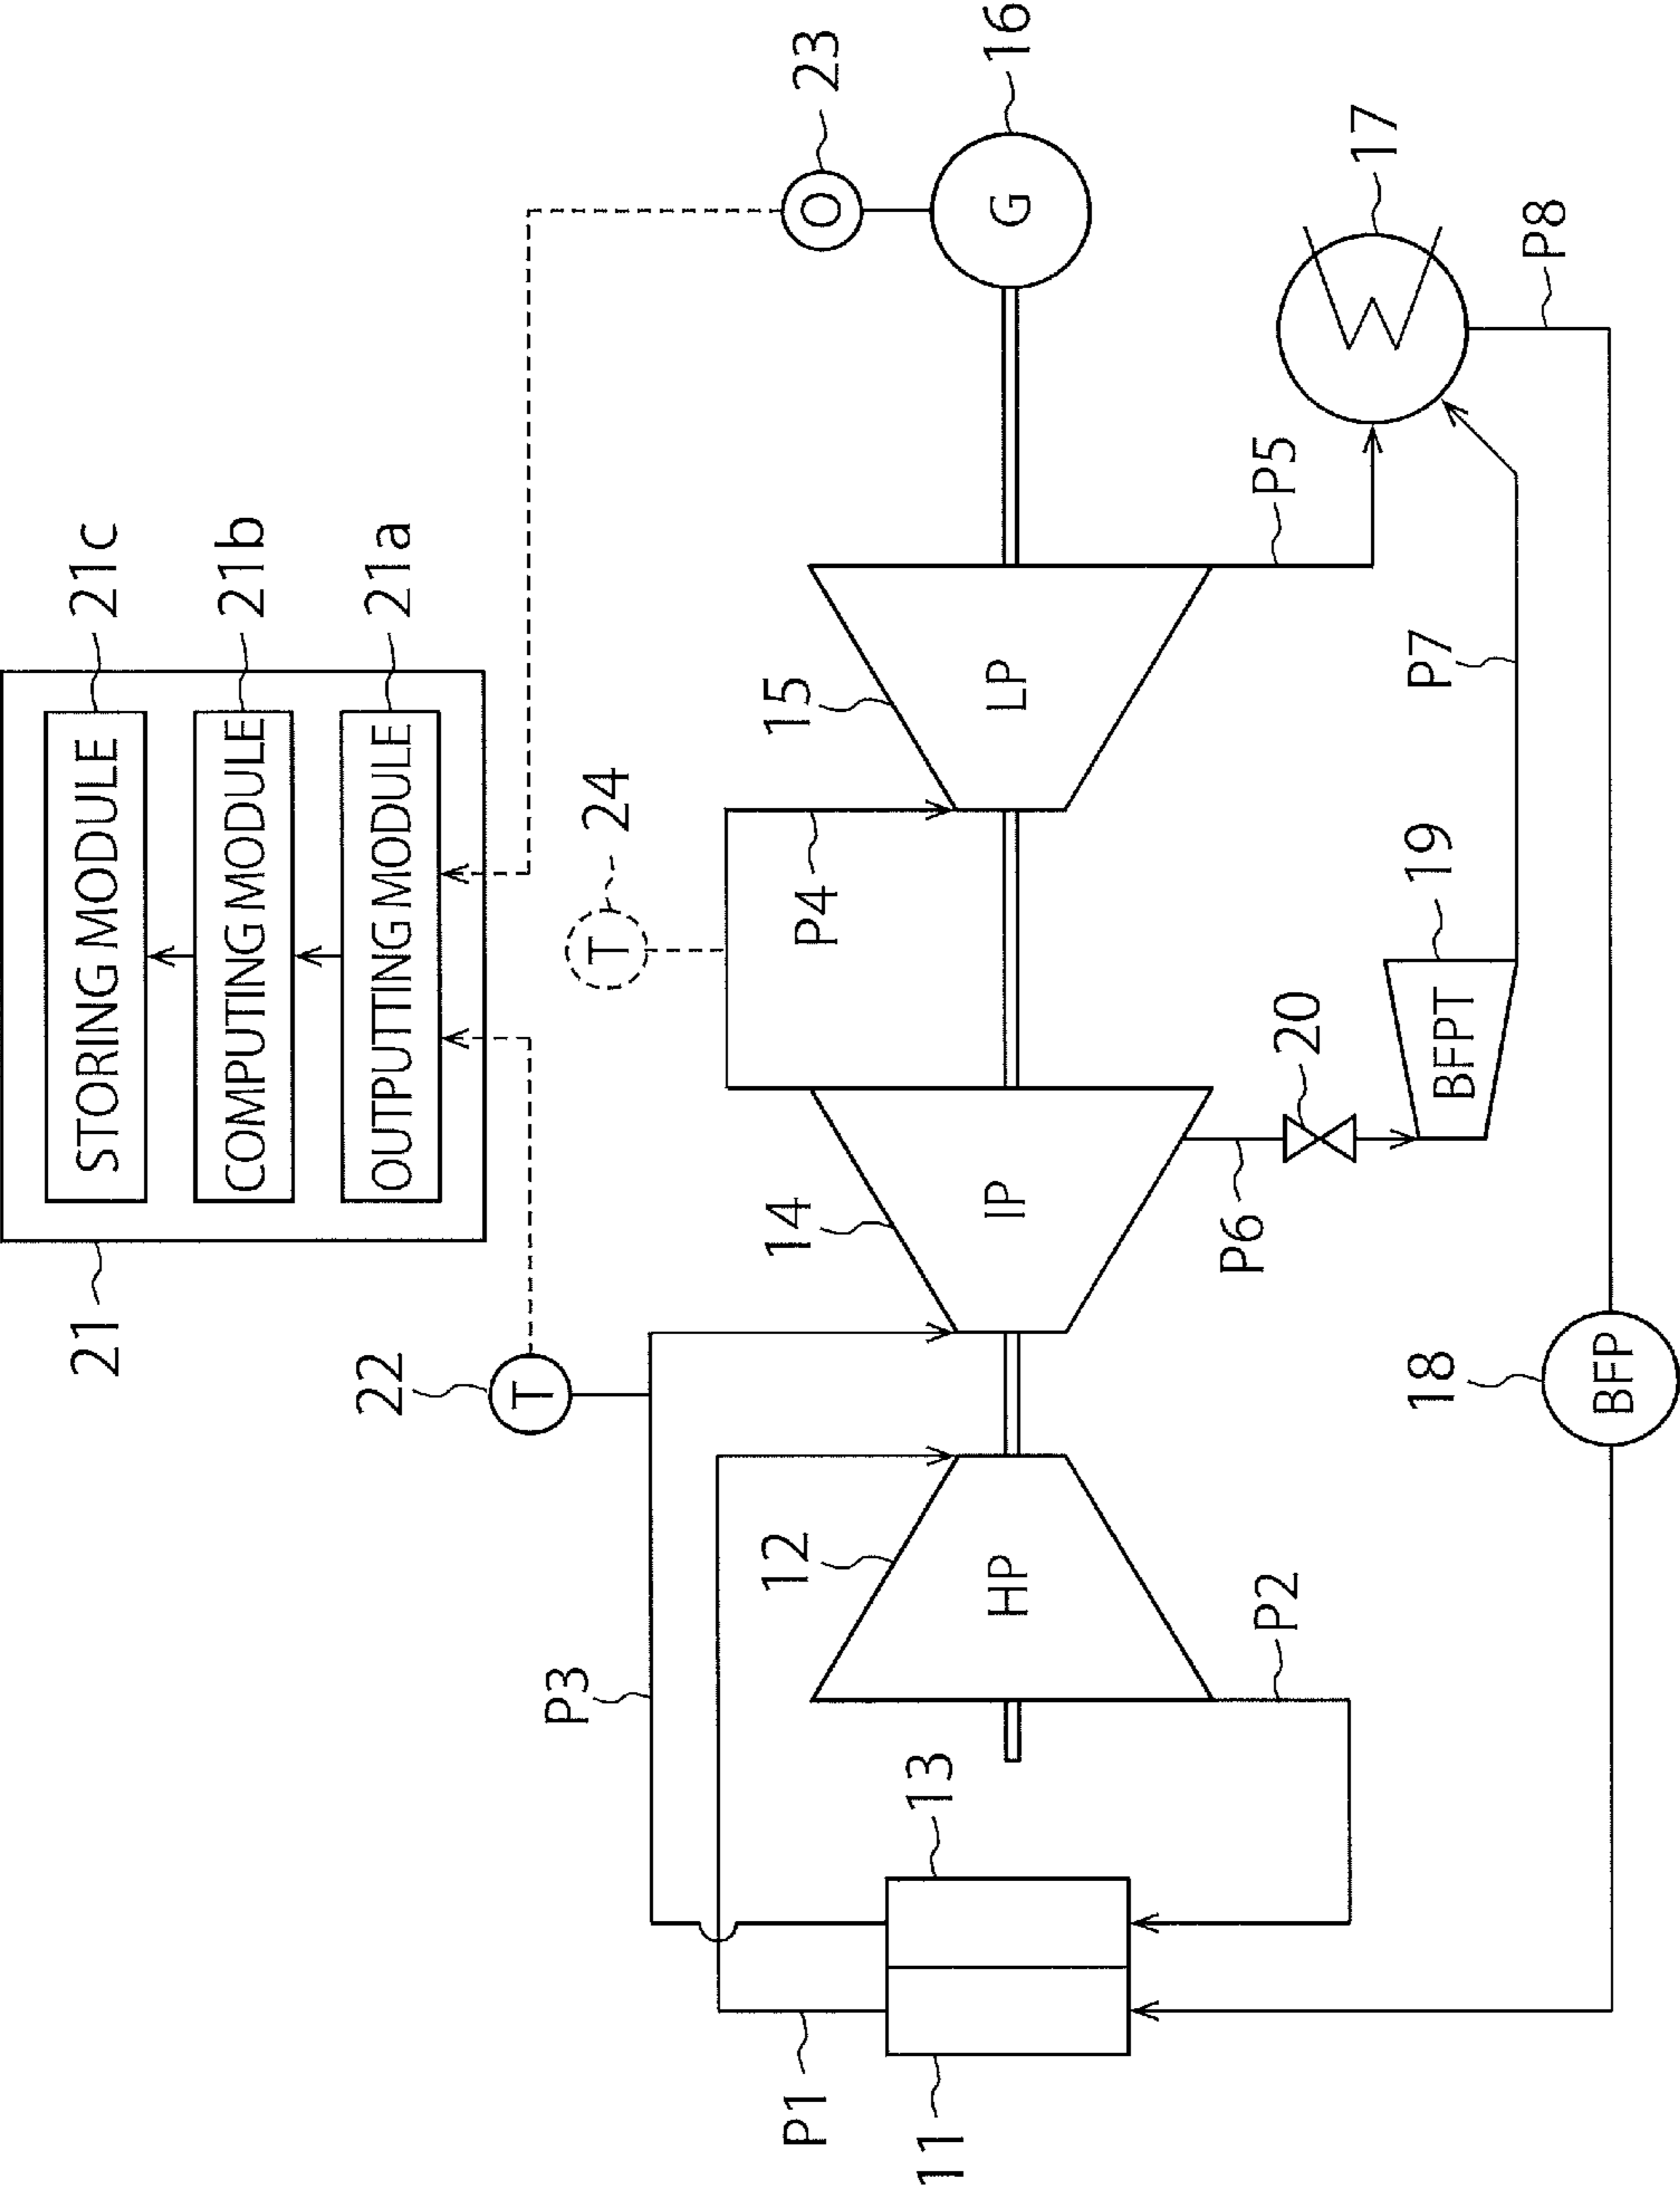 21
21c
21b
21a
STORING MODULE
COMPUTING MODULE
OUTPUTTING MODULE
22
T
24
T
23
O
P3
P1
P4
12
HP
14
IP
15
LP
G
16
13
11
P2
P6
20
P5
17
19
BFPT
P7
P8
18
BFP